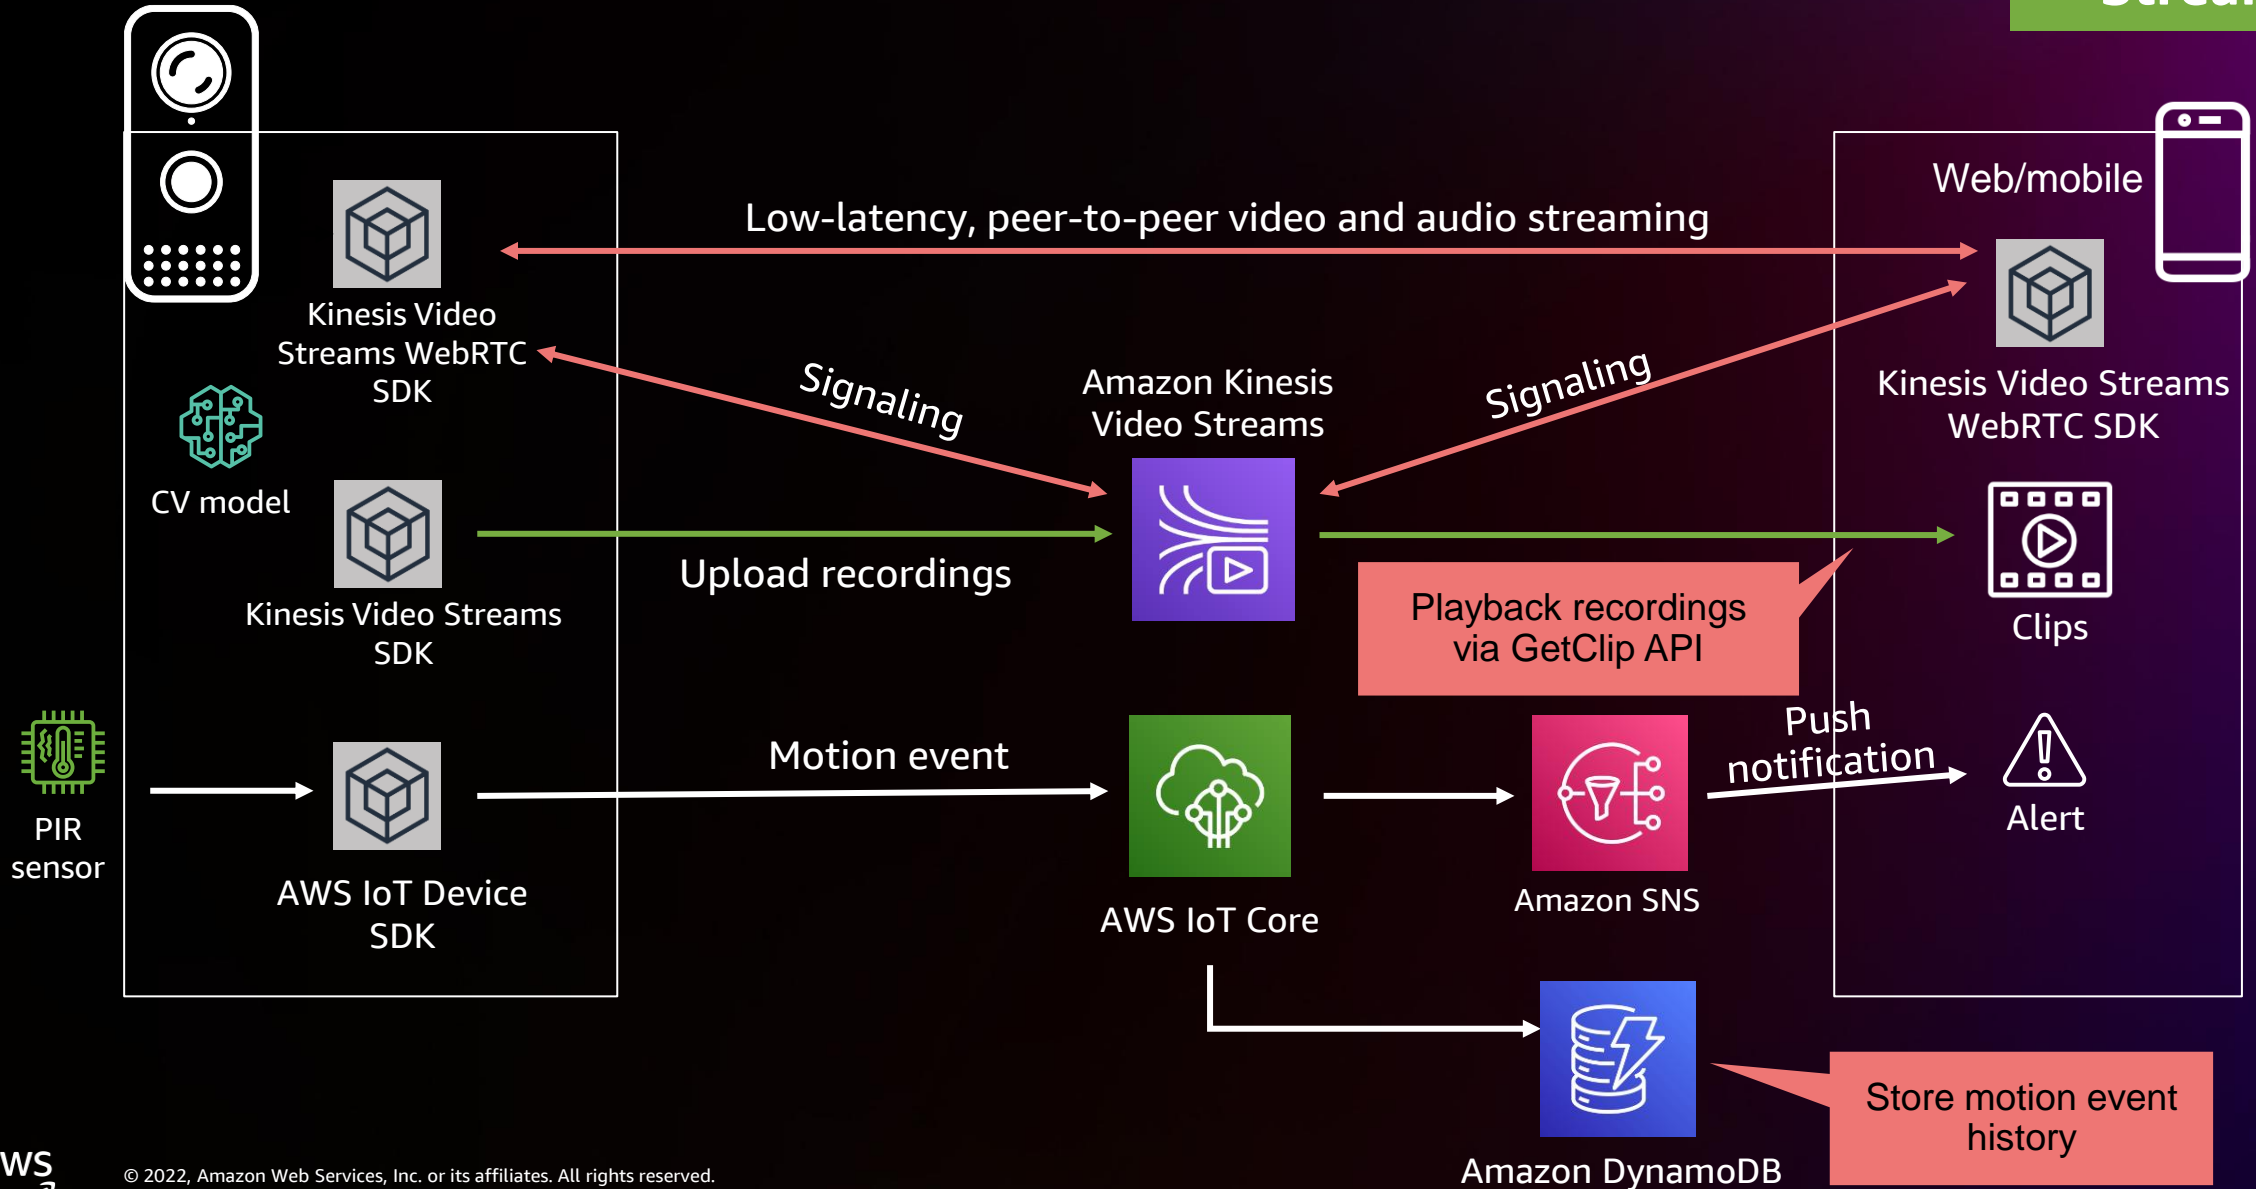 Web/mobile
Low-latency, peer-to-peer video and audio streaming
Kinesis Video
Streams WebRTC
SDK
Signaling
Amazon Kinesis
Video Streams
Signaling
Kinesis Video Streams
WebRTC SDK
CV model
Upload recordings
Kinesis Video Streams
SDK
Playback recordings
via GetClip API
Clips
PIR
sensor
Motion event
Push
notification
Alert
AWS IoT Device
SDK
AWS IoT Core
Amazon SNS
Store motion event
history
Amazon DynamoDB
© 2022, Amazon Web Services, Inc. or its affiliates. All rights reserved.